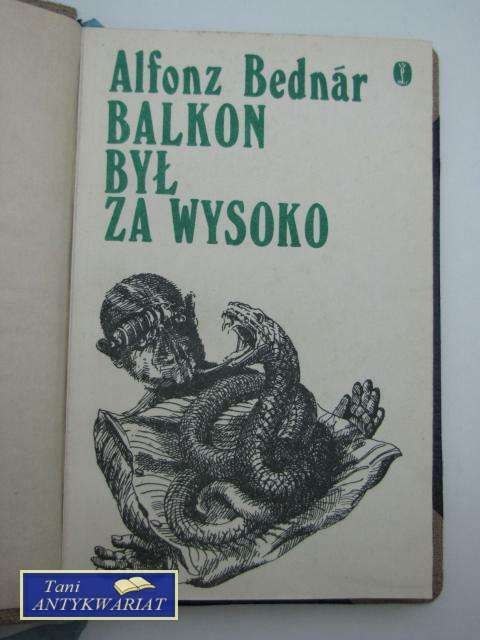 Alfonz Bednár
BALKON
BYŁ
ZA WYSOKO
Tani
ANTYKWARIAT